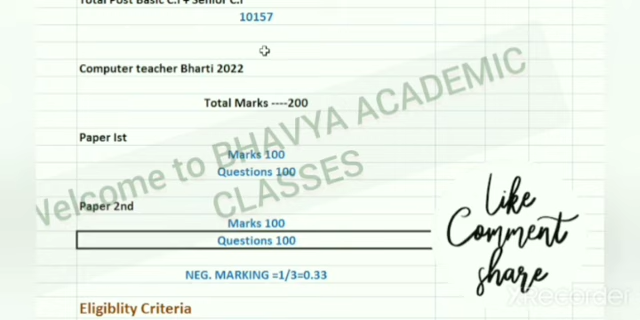 Total Post Basic C.I + Senior C.I
10157
Computer teacher Bharti 2022
Total Marks ----200
Paper Ist
Marks 100
Questions 100
Paper 2nd
Marks 100
Questions 100
NEG. MARKING =1/3=0.33
Eligiblity Criteria
Welcome to BHAVYA ACADEMIC
CLASSES
like
Comment
share
XRecorder